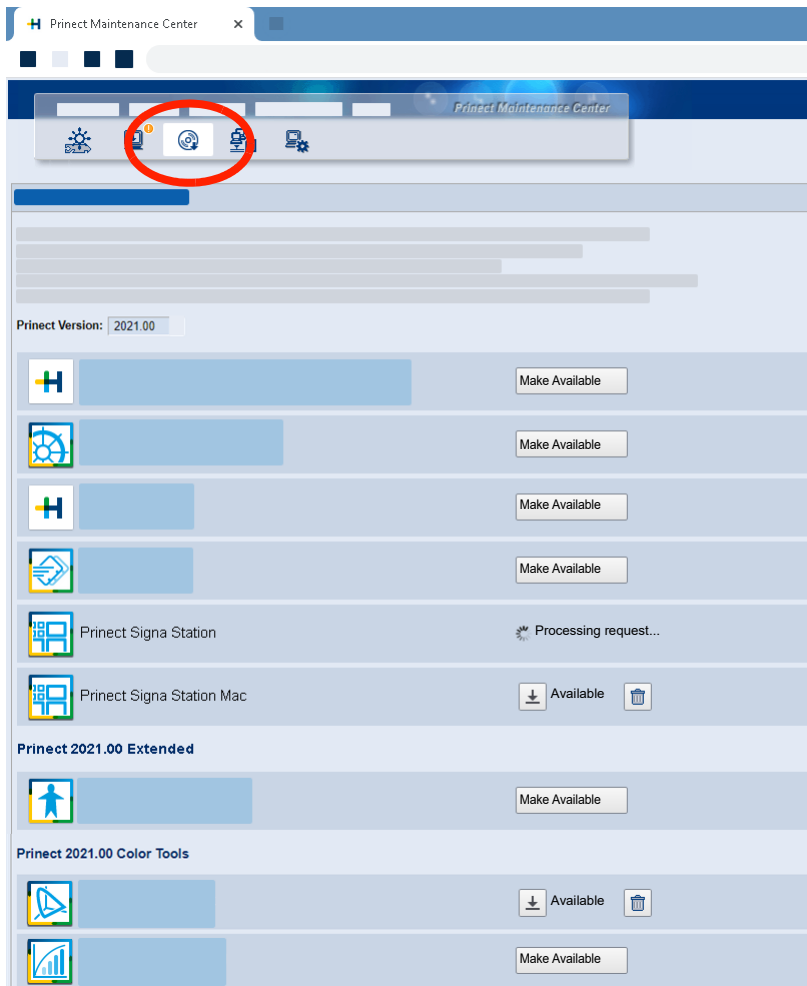 Prinect Maintenance Center
Prinect Maintenance Center
Prinect Version: 2021.00
Make Available
Make Available
Make Available
Make Available
Prinect Signa Station Processing request...
Prinect Signa Station Mac Available
Prinect 2021.00 Extended
Make Available
Prinect 2021.00 Color Tools
Available
Make Available